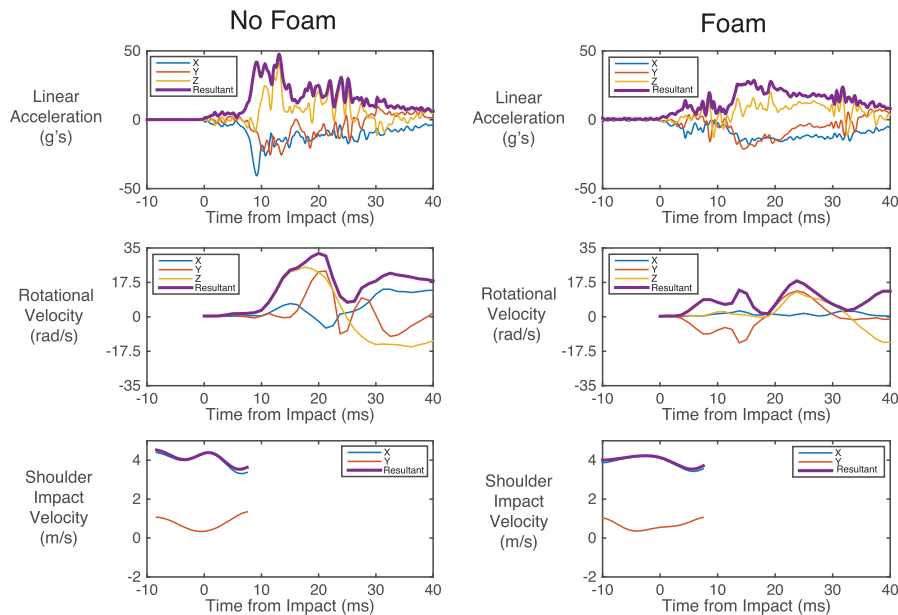 No Foam
Foam
Linear
Acceleration
(g's)
50
0
-50
X
Y
Z
Resultant
-10 0 10 20 30 40
Time from Impact (ms)
Linear
Acceleration
(g's)
50
0
-50
X
Y
Z
Resultant
-10 0 10 20 30 40
Time from Impact (ms)
Rotational
Velocity
(rad/s)
35
17.5
0
-17.5
-35
X
Y
Z
Resultant
-10 0 10 20 30 40
Time from Impact (ms)
Rotational
Velocity
(rad/s)
35
17.5
0
-17.5
-35
X
Y
Z
Resultant
-10 0 10 20 30 40
Time from Impact (ms)
Shoulder
Impact
Velocity
(m/s)
4
2
0
-2
X
Y
Resultant
-10 0 10 20 30 40
Time from Impact (ms)
Shoulder
Impact
Velocity
(m/s)
4
2
0
-2
X
Y
Resultant
-10 0 10 20 30 40
Time from Impact (ms)